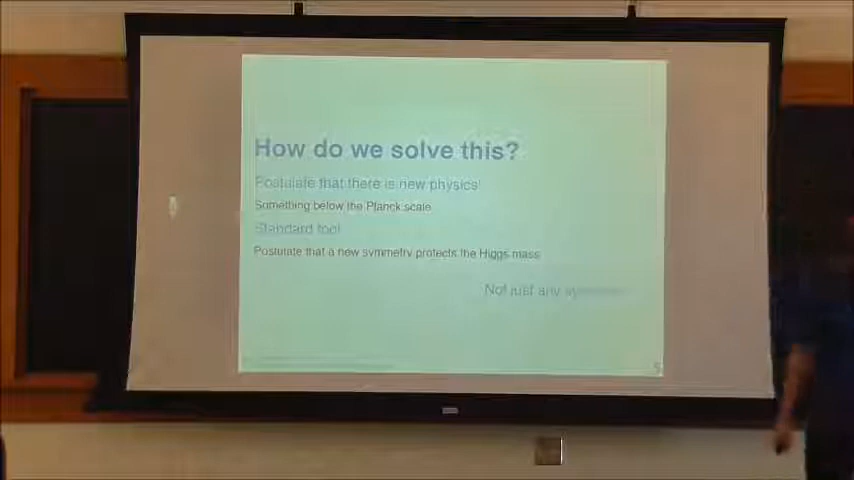 How do we solve this?
Postulate that there is new physics!
Something below the Planck scale
Standard tool
Postulate that a new symmetry protects the Higgs mass
Not just any